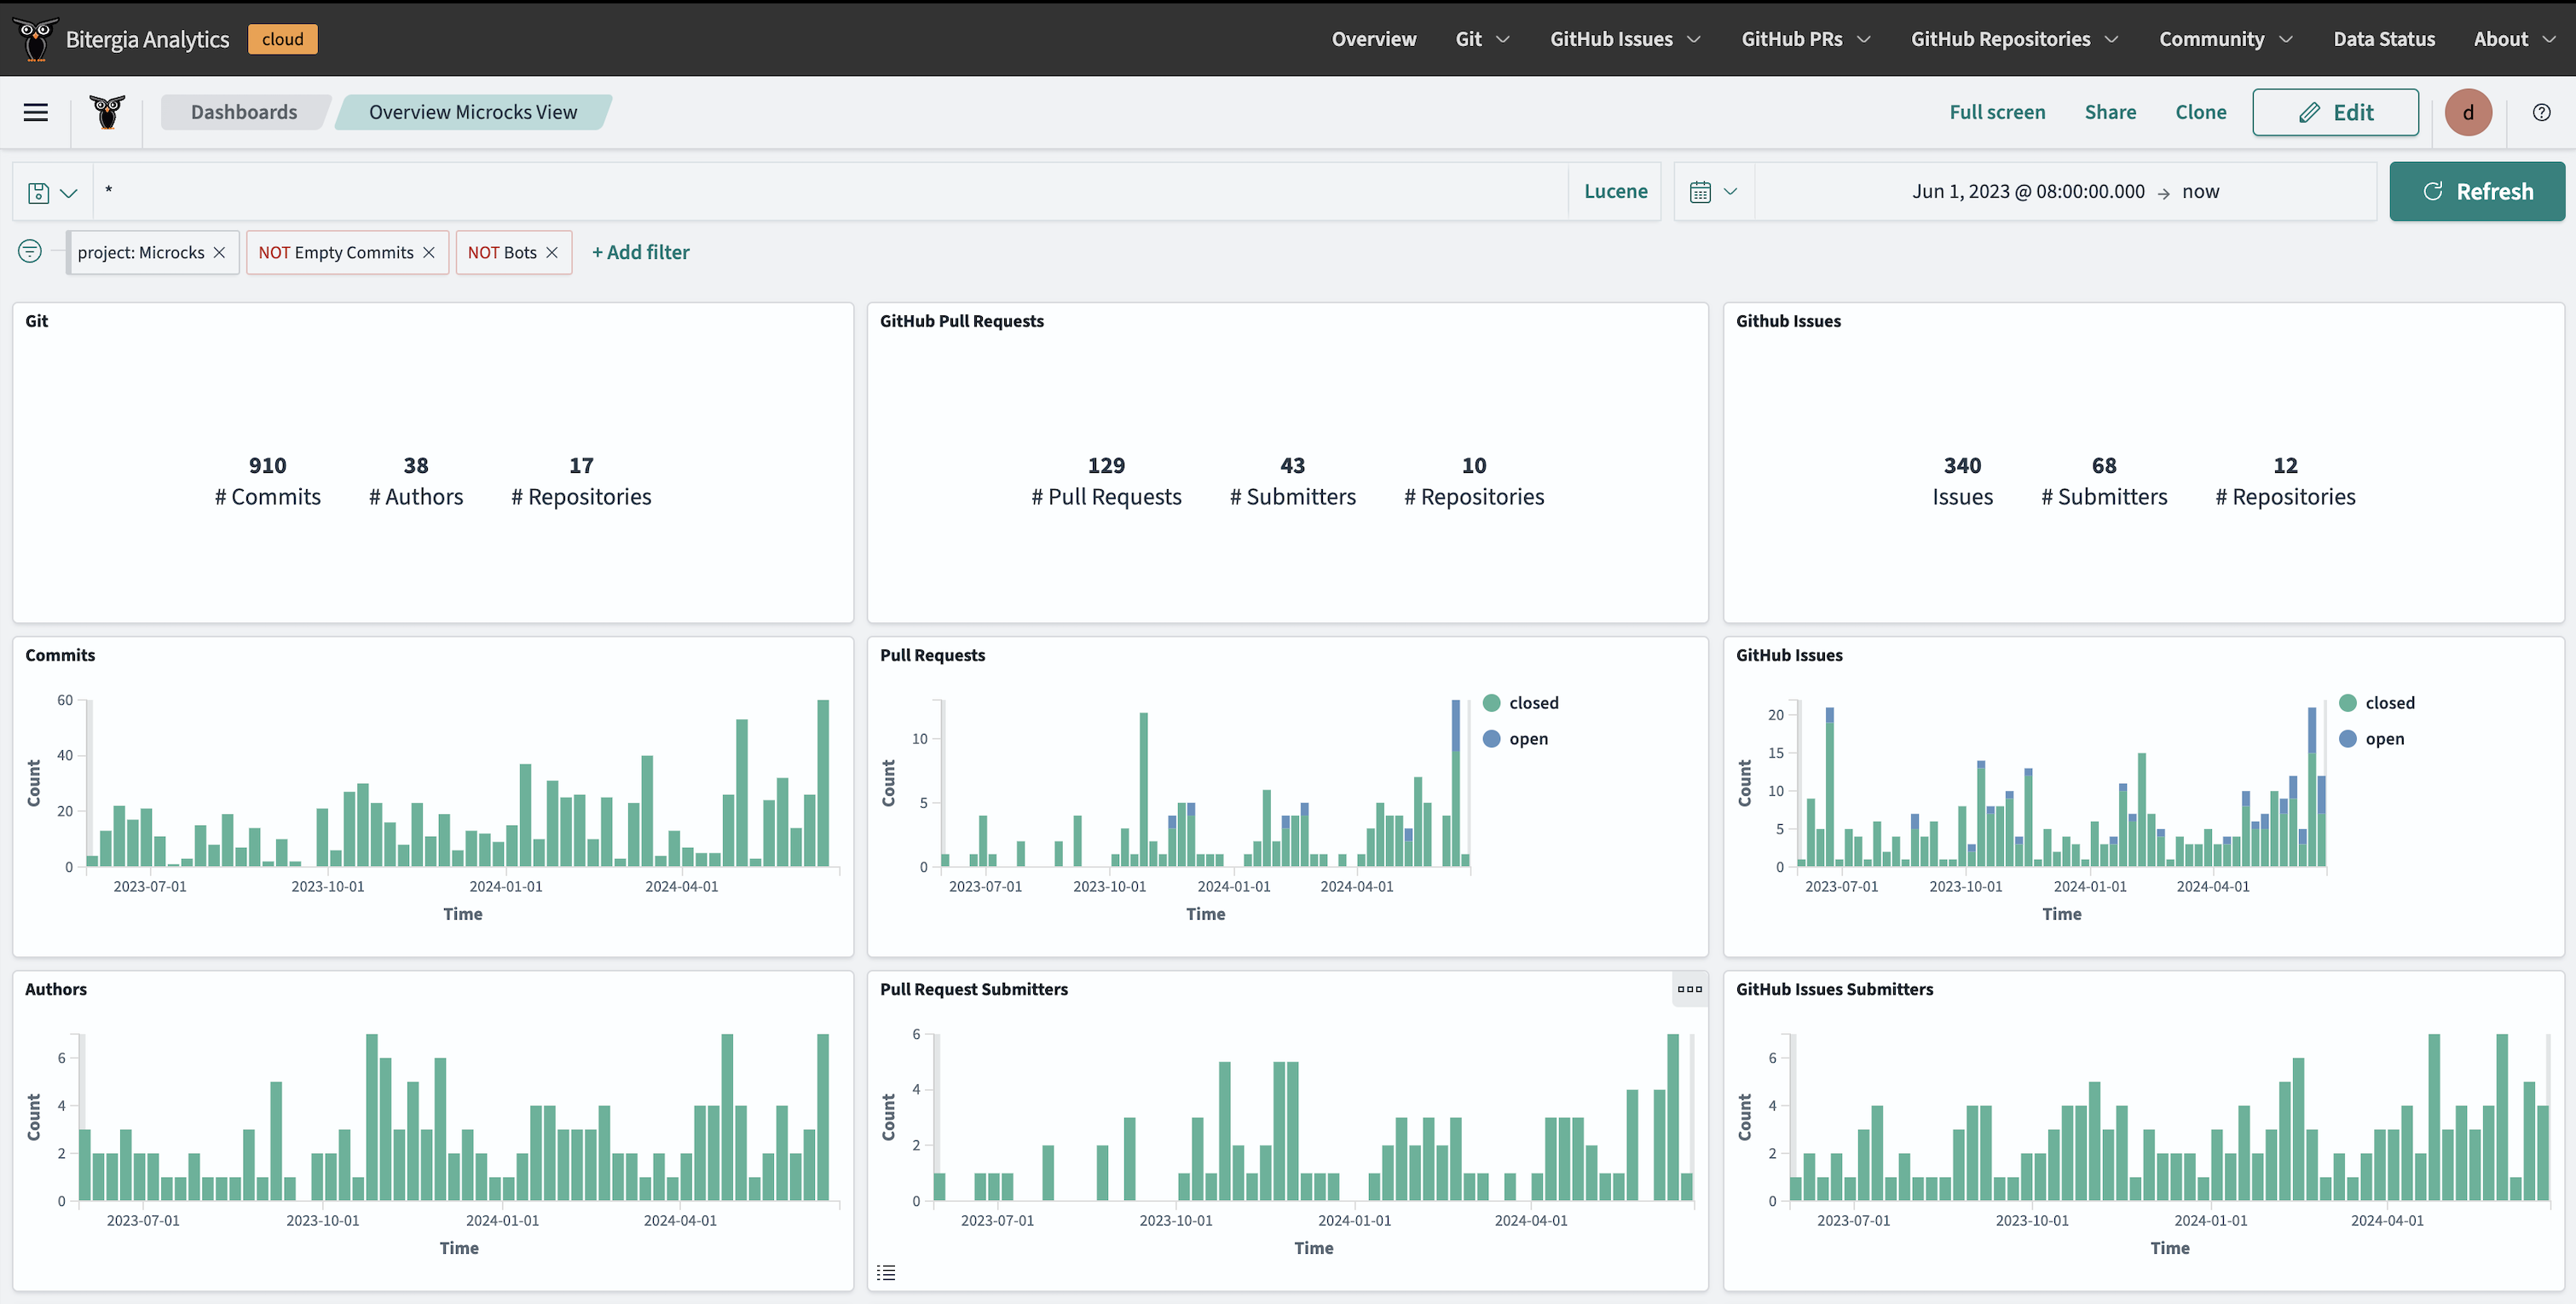 Bitergia Analytics cloud Overview Git GitHub Issues GitHub PRs GitHub Repositories Community Data Status About
Dashboards Overview Microcks View Full screen Share Clone Edit d
* Lucene Jun 1, 2023 @ 08:00:00.000 → now Refresh
project: Microcks × NOT Empty Commits × NOT Bots × + Add filter
Git
910 38 17
# Commits # Authors # Repositories
GitHub Pull Requests
129 43 10
# Pull Requests # Submitters # Repositories
Github Issues
340 68 12
Issues # Submitters # Repositories
Commits
60
40
20
0
Count
2023-07-01 2023-10-01 2024-01-01 2024-04-01
Time
Pull Requests
10
5
0
Count
2023-07-01 2023-10-01 2024-01-01 2024-04-01
Time
closed
open
GitHub Issues
20
15
10
5
0
Count
2023-07-01 2023-10-01 2024-01-01 2024-04-01
Time
closed
open
Authors
6
4
2
0
Count
2023-07-01 2023-10-01 2024-01-01 2024-04-01
Time
Pull Request Submitters
6
4
2
0
Count
2023-07-01 2023-10-01 2024-01-01 2024-04-01
Time
GitHub Issues Submitters
6
4
2
0
Count
2023-07-01 2023-10-01 2024-01-01 2024-04-01
Time